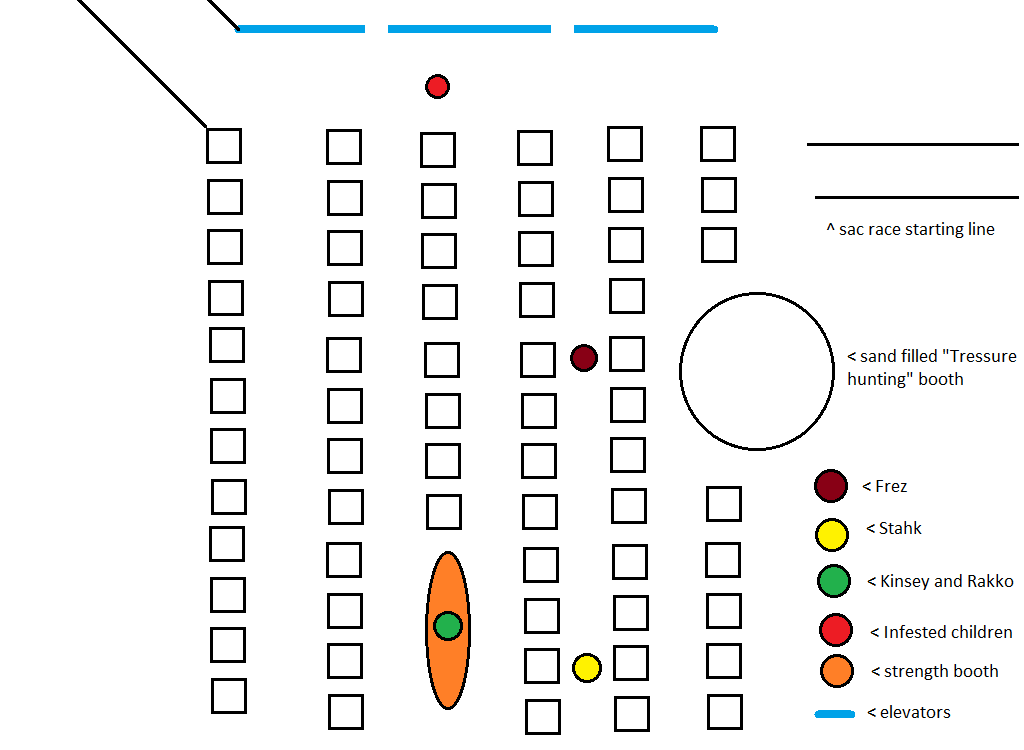 ^ sac race starting line
< sand filled "Tressure
hunting" booth
< Frez
< Stahk
< Kinsey and Rakko
< Infested children
< strength booth
< elevators